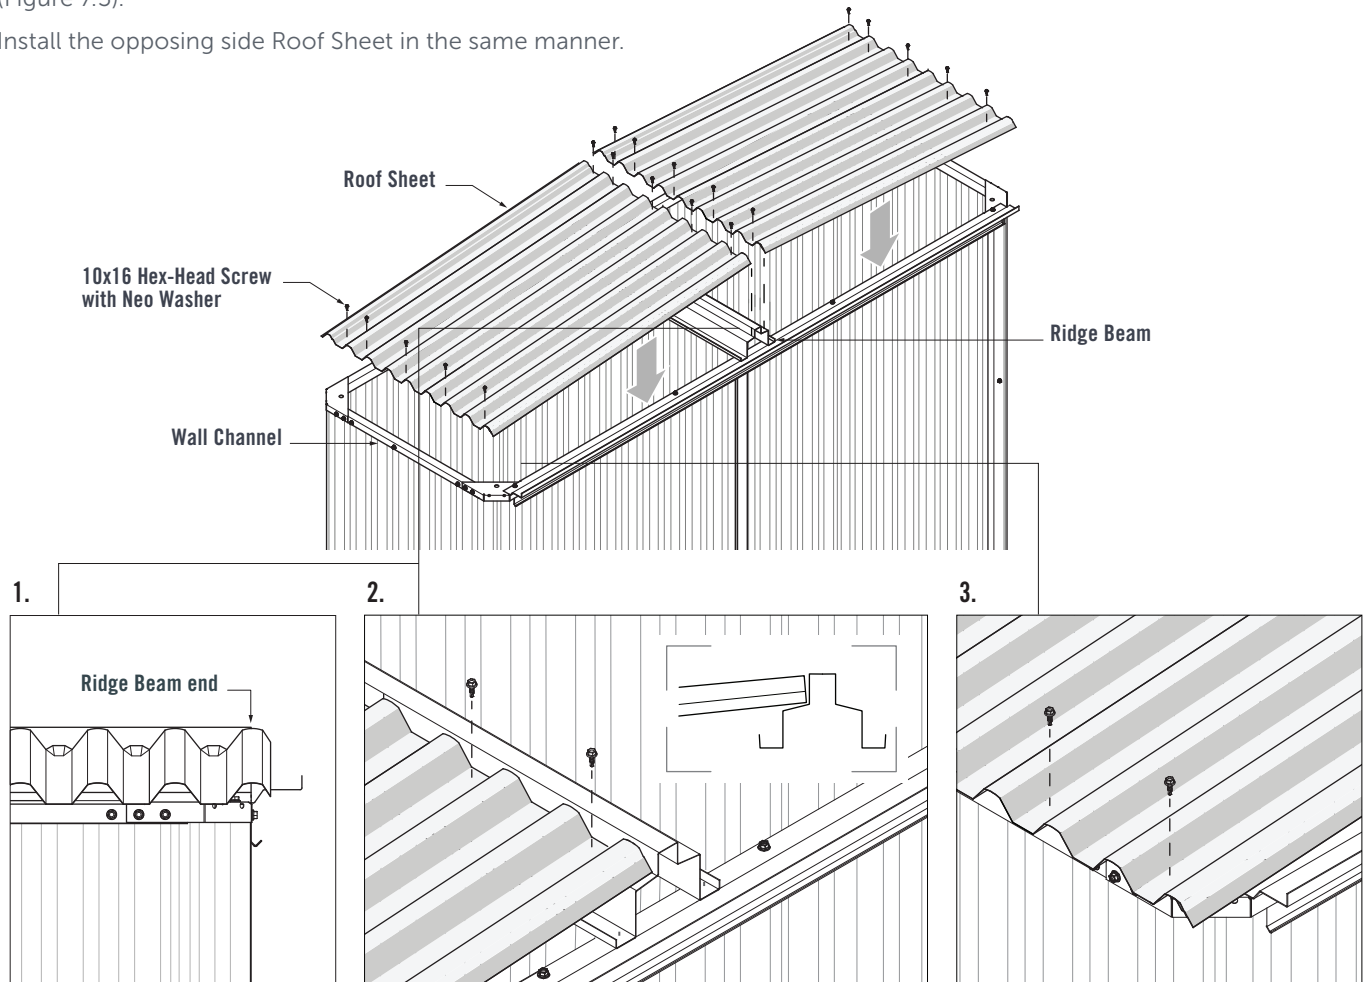 (Figure 7.3).
Install the opposing side Roof Sheet in the same manner.
Roof Sheet
10x16 Hex-Head Screw
with Neo Washer
Ridge Beam
Wall Channel
1.
2.
3.
Ridge Beam end